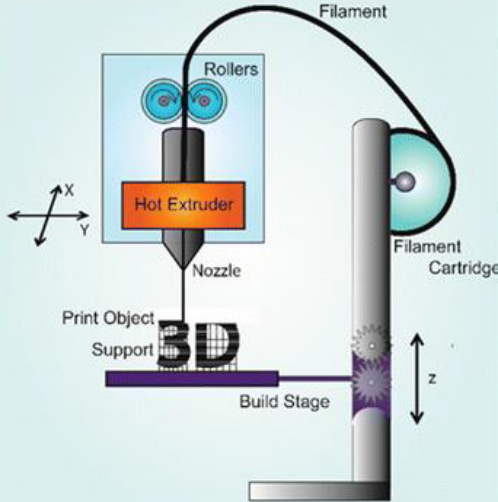 Filament
Rollers
X
Y
Hot Extruder
Filament
Cartridge
Nozzle
Print Object
Support
3D
Z
Build Stage